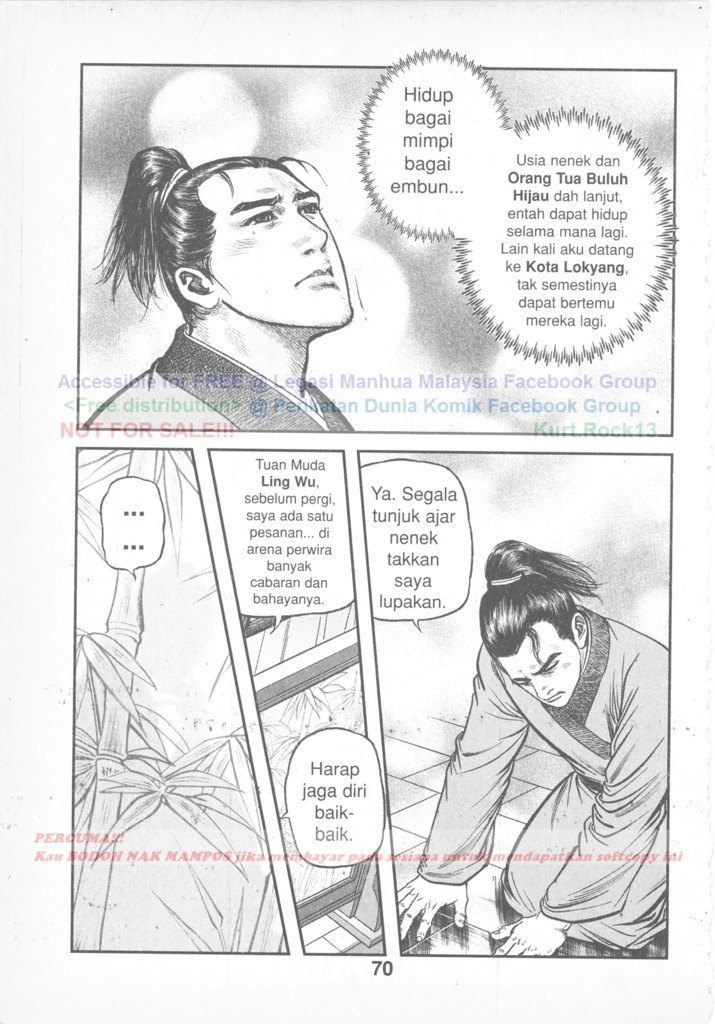 Hidup
bagai
mimpi
bagai
embun...
Usia nenek dan
Orang Tua Buluh
Hijau dah lanjut,
entah dapat hidup
selama mana lagi.
Lain kali aku datang
ke Kota Lokyang,
tak semestinya
dapat bertemu
mereka lagi.
Accessible for FREE @ Legasi Manhua Malaysia Facebook Group
<Free distribution> @ Perikatan Dunia Komik Facebook Group
NOT FOR SALE!!! Kurt.Rock13
...
...
Tuan Muda
Ling Wu,
sebelum pergi,
saya ada satu
pesanan... di
arena perwira
banyak
cabaran dan
bahayanya.
Harap
jaga diri
baik-
baik.
Ya. Segala
tunjuk ajar
nenek
takkan
saya
lupakan.
PERCUMA!!!
Kau BODOH NAK MAMPOS jika membayar pada sesiapa untuk mendapatkan softcopy ini
70